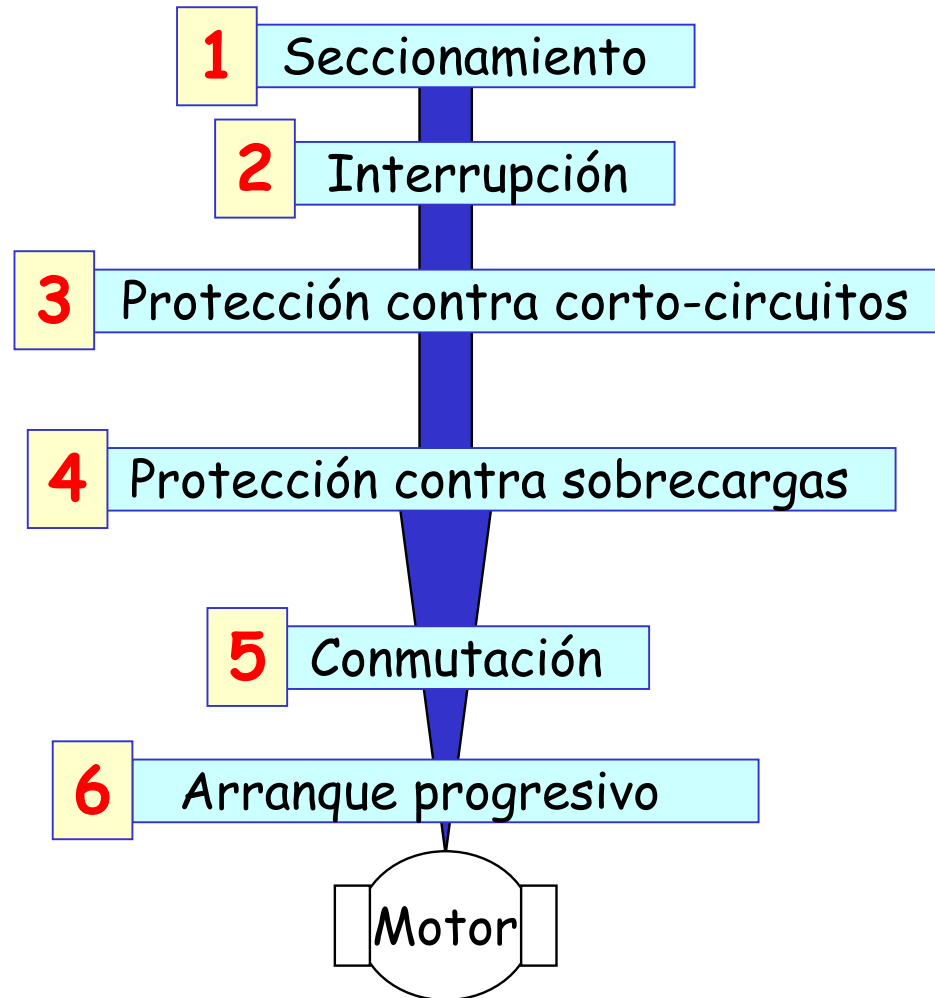 1 Seccionamiento
2 Interrupción
3 Protección contra corto-circuitos
4 Protección contra sobrecargas
5 Conmutación
6 Arranque progresivo
Motor